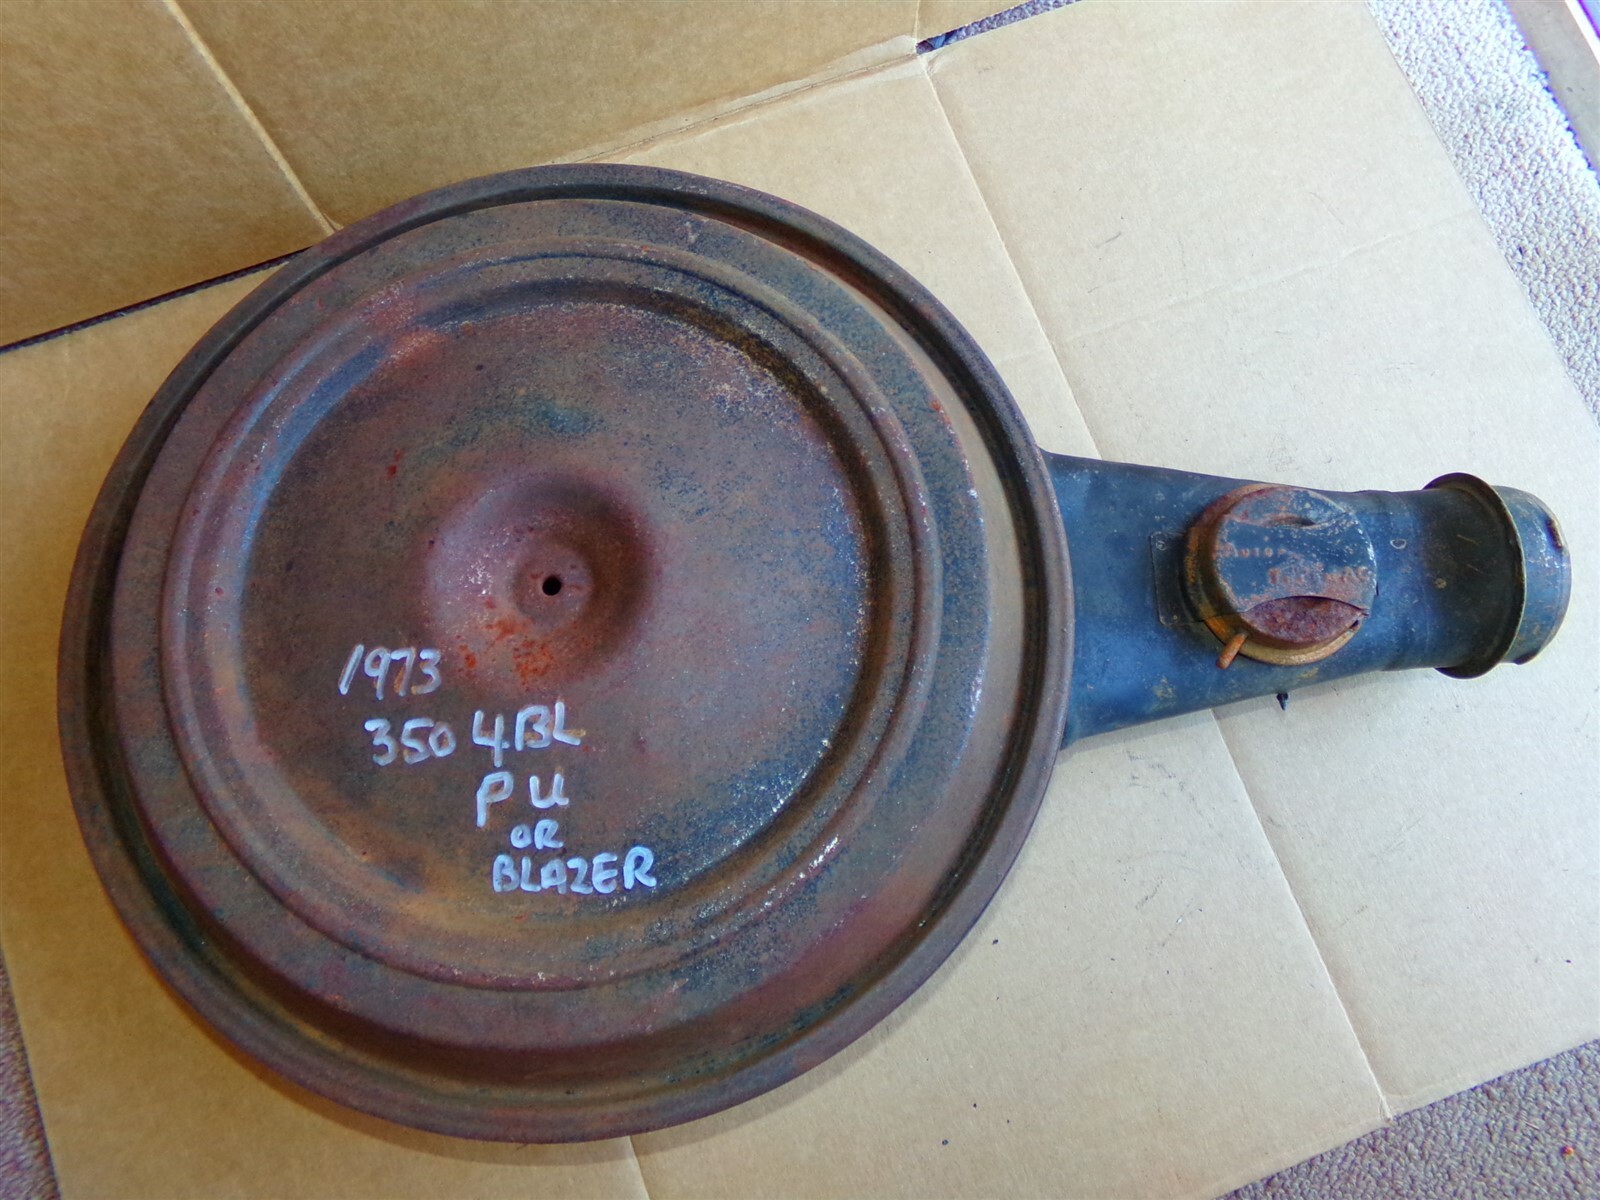 1973
350 4BL
PU
OR
BLAZER